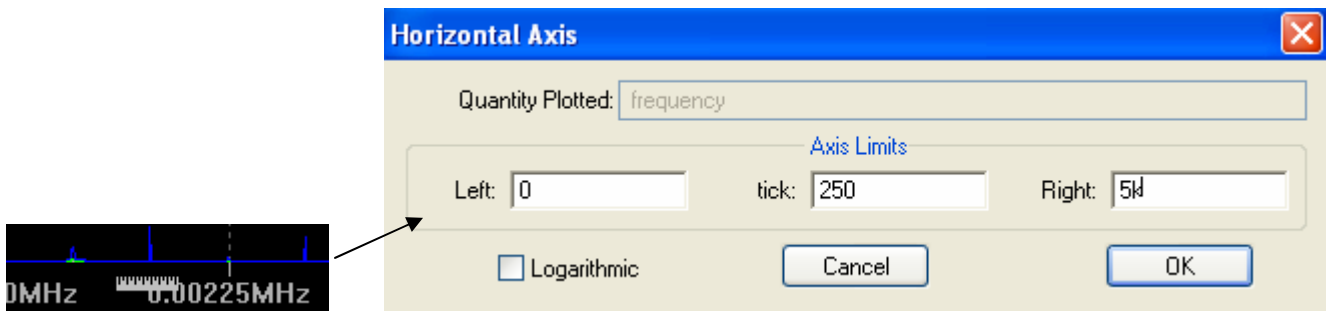 Horizontal Axis
Quantity Plotted: frequency
Axis Limits
Left: 0 tick: 250 Right: 5k
Logarithmic Cancel OK
0MHz 0.00225MHz